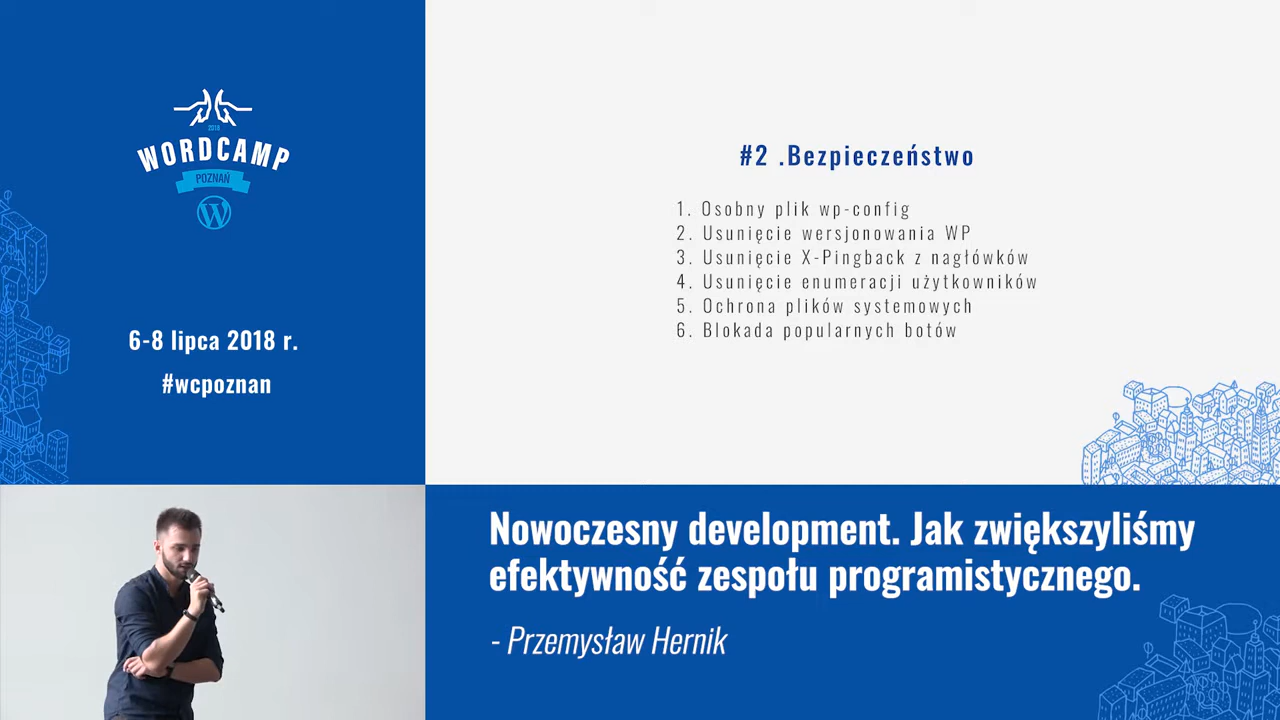 2018
WORDCAMP
POZNAŃ
6-8 lipca 2018 r.
#wcpoznan
#2 .Bezpieczeństwo
1. Osobny plik wp-config
2. Usunięcie wersjonowania WP
3. Usunięcie X-Pingback z nagłówków
4. Usunięcie enumeracji użytkowników
5. Ochrona plików systemowych
6. Blokada popularnych botów
Nowoczesny development. Jak zwiększyliśmy
efektywność zespołu programistycznego.
- Przemysław Hernik